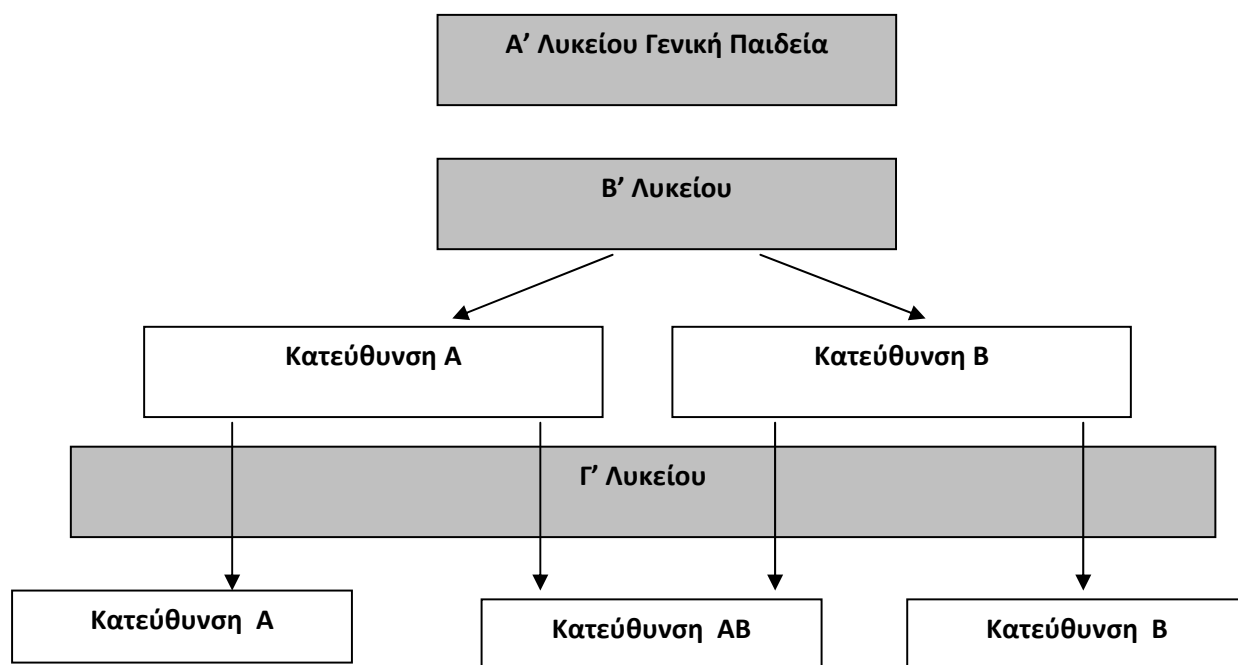 Α’ Λυκείου Γενική Παιδεία
Β’ Λυκείου
Κατεύθυνση Α
Κατεύθυνση Β
Γ’ Λυκείου
Κατεύθυνση Α
Κατεύθυνση ΑΒ
Κατεύθυνση Β